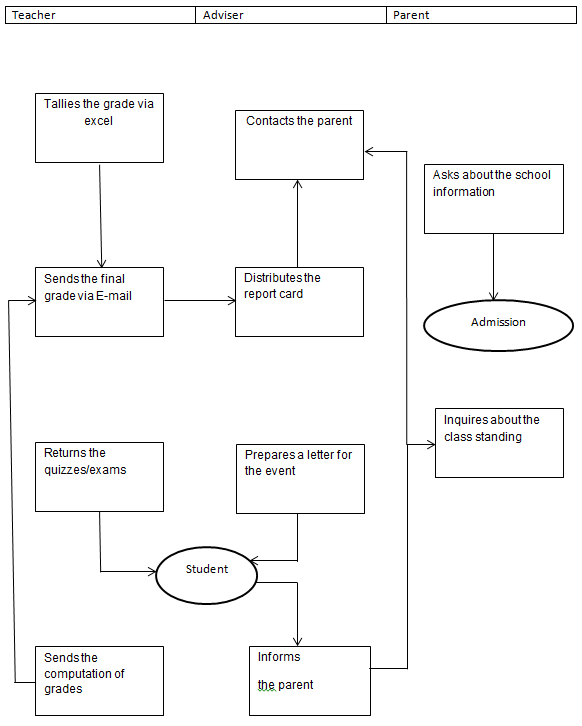 Teacher
Adviser
Parent
Tallies the grade via
excel
Contacts the parent
Asks about the school
information
Sends the final
grade via E-mail
Distributes the
report card
Admission
Inquires about the
class standing
Returns the
quizzes/exams
Prepares a letter for
the event
Student
Sends the
computation of
grades
Informs
the parent